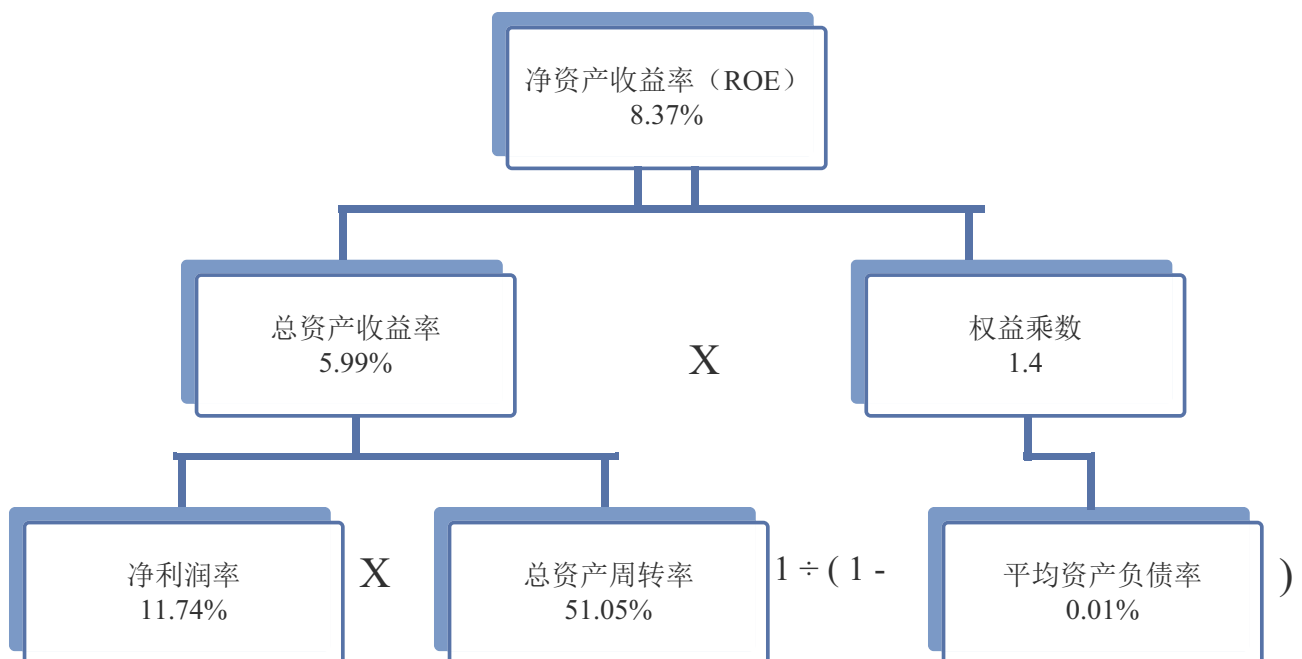 净资产收益率（ROE）
8.37%
总资产收益率
5.99%
X
权益乘数
1.4
净利润率
11.74%
X
总资产周转率
51.05%
1 ÷ ( 1 -
平均资产负债率
0.01%
)